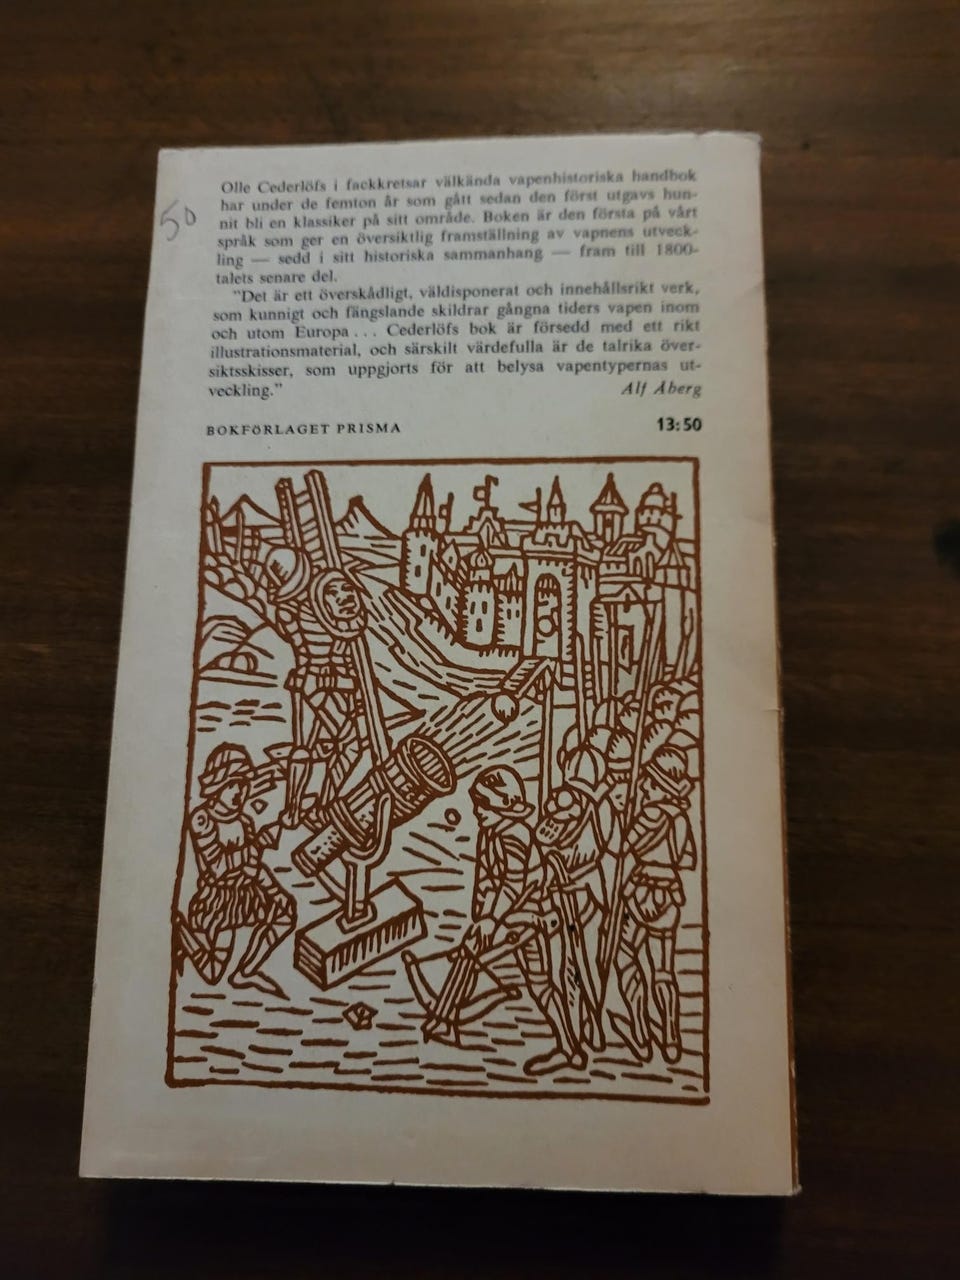 Olle Cederlöfs i fackkretsar välkända vapenhistoriska handbok
har under de femton år som gått sedan den först utgavs hun-
nit bli en klassiker på sitt område. Boken är den första på vårt
språk som ger en översiktlig framställning av vapnens utveck-
ling — sedd i sitt historiska sammanhang — fram till 1800-
talets senare del.
"Det är ett överskådligt, väldisponerat och innehållsrikt verk,
som kunnigt och fängslande skildrar gångna tiders vapen inom
och utom Europa... Cederlöfs bok är försedd med ett rikt
illustrationsmaterial, och särskilt värdefulla är de talrika över-
siktsskisser, som uppgjorts för att belysa vapentypernas ut-
veckling." Alf Åberg
BOKFÖRLAGET PRISMA 13:50
50